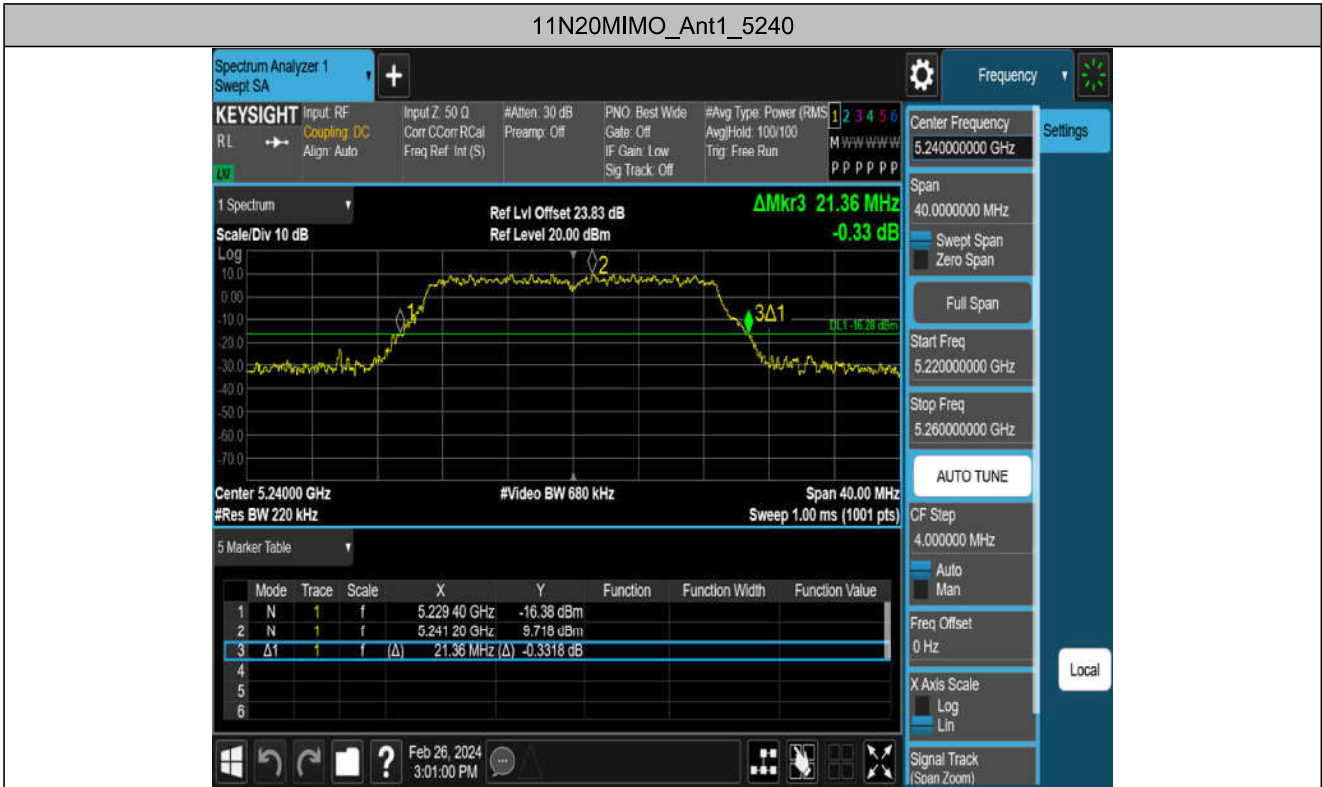 11N20MIMO_Ant1_5240
Spectrum Analyzer 1
Swept SA
+
Frequency
KEYSIGHT
RL
LXI
Input: RF
Coupling: DC
Align: Auto
Input Z: 50 Ω
Corr CCorr RCal
Freq Ref: Int (S)
#Atten: 30 dB
Preamp: Off
PNO: Best Wide
Gate: Off
IF Gain: Low
Sig Track: Off
#Avg Type: Power (RMS
Avg|Hold: 100/100
Trig: Free Run
1 2 3 4 5 6
M W W W W W
P P P P P P
1 Spectrum
Scale/Div 10 dB
Ref Lvl Offset 23.83 dB
Ref Level 20.00 dBm
ΔMkr3 21.36 MHz
-0.33 dB
Log
10.0
0.00
-10.0
-20.0
-30.0
-40.0
-50.0
-60.0
-70.0
1
2
3Δ1
DL1 -16.28 dBm
Center 5.24000 GHz
#Video BW 680 kHz
Span 40.00 MHz
#Res BW 220 kHz
Sweep 1.00 ms (1001 pts)
5 Marker Table
Mode Trace Scale X Y Function Function Width Function Value
1 N 1 f 5.229 40 GHz -16.38 dBm
2 N 1 f 5.241 20 GHz 9.718 dBm
3 Δ1 1 f (Δ) 21.36 MHz (Δ) -0.3318 dB
4
5
6
Feb 26, 2024
3:01:00 PM
?
Center Frequency
5.240000000 GHz
Settings
Span
40.0000000 MHz
Swept Span
Zero Span
Full Span
Start Freq
5.220000000 GHz
Stop Freq
5.260000000 GHz
AUTO TUNE
CF Step
4.000000 MHz
Auto
Man
Freq Offset
0 Hz
Local
X Axis Scale
Log
Lin
Signal Track
(Span Zoom)